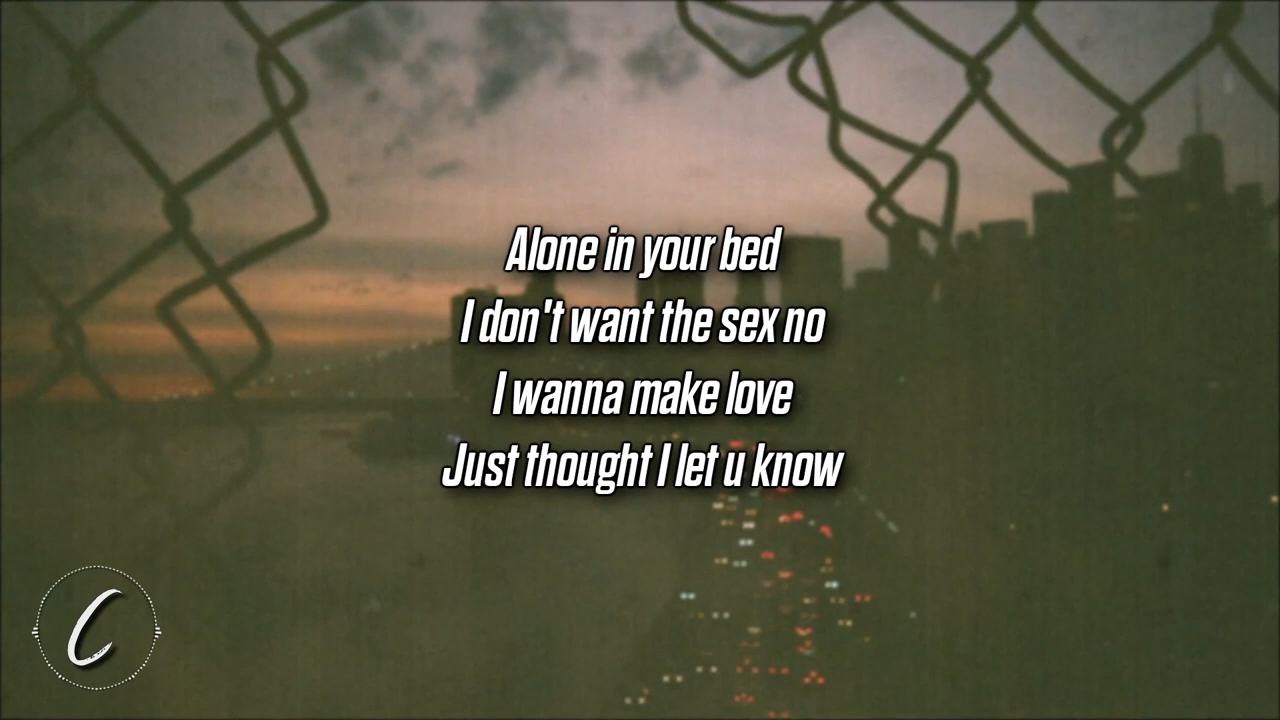 Alone in your bed
I don't want the sex no
I wanna make love
Just thought I let u know
C